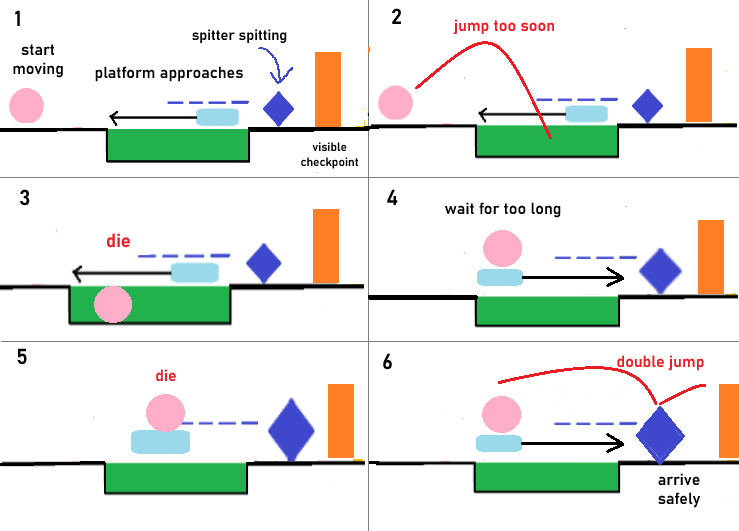 1
start
moving
spitter spitting
platform approaches
visible
checkpoint
2
jump too soon
3
die
4
wait for too long
5
die
6
double jump
arrive
safely